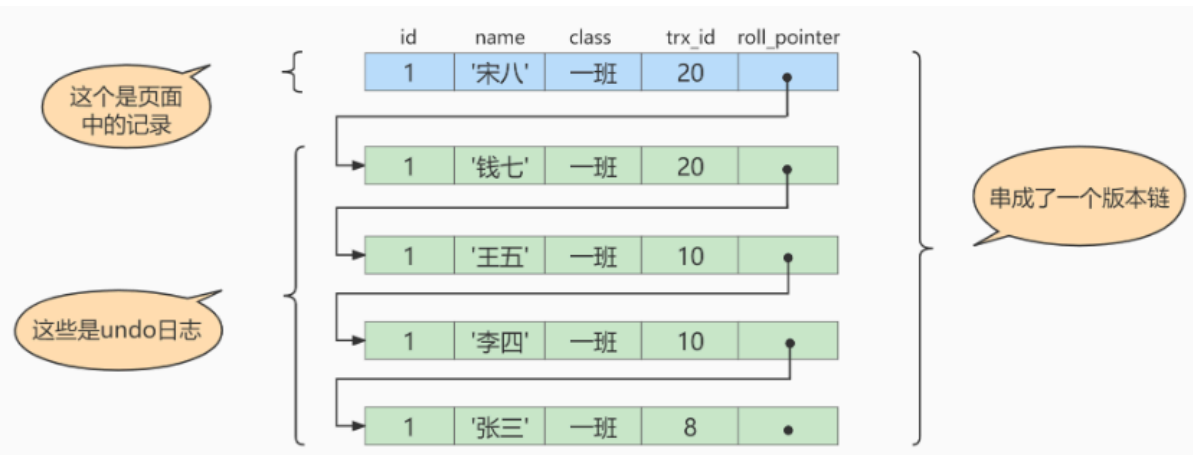 id name class trx_id roll_pointer
1 '宋八' 一班 20
这个是页面
中的记录
1 '钱七' 一班 20
串成了一个版本链
1 '王五' 一班 10
这些是undo日志
1 '李四' 一班 10
1 '张三' 一班 8